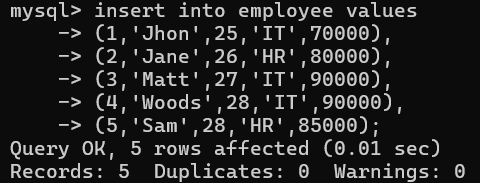 mysql> insert into employee values
    -> (1,'Jhon',25,'IT',70000),
    -> (2,'Jane',26,'HR',80000),
    -> (3,'Matt',27,'IT',90000),
    -> (4,'Woods',28,'IT',90000),
    -> (5,'Sam',28,'HR',85000);
Query OK, 5 rows affected (0.01 sec)
Records: 5  Duplicates: 0  Warnings: 0